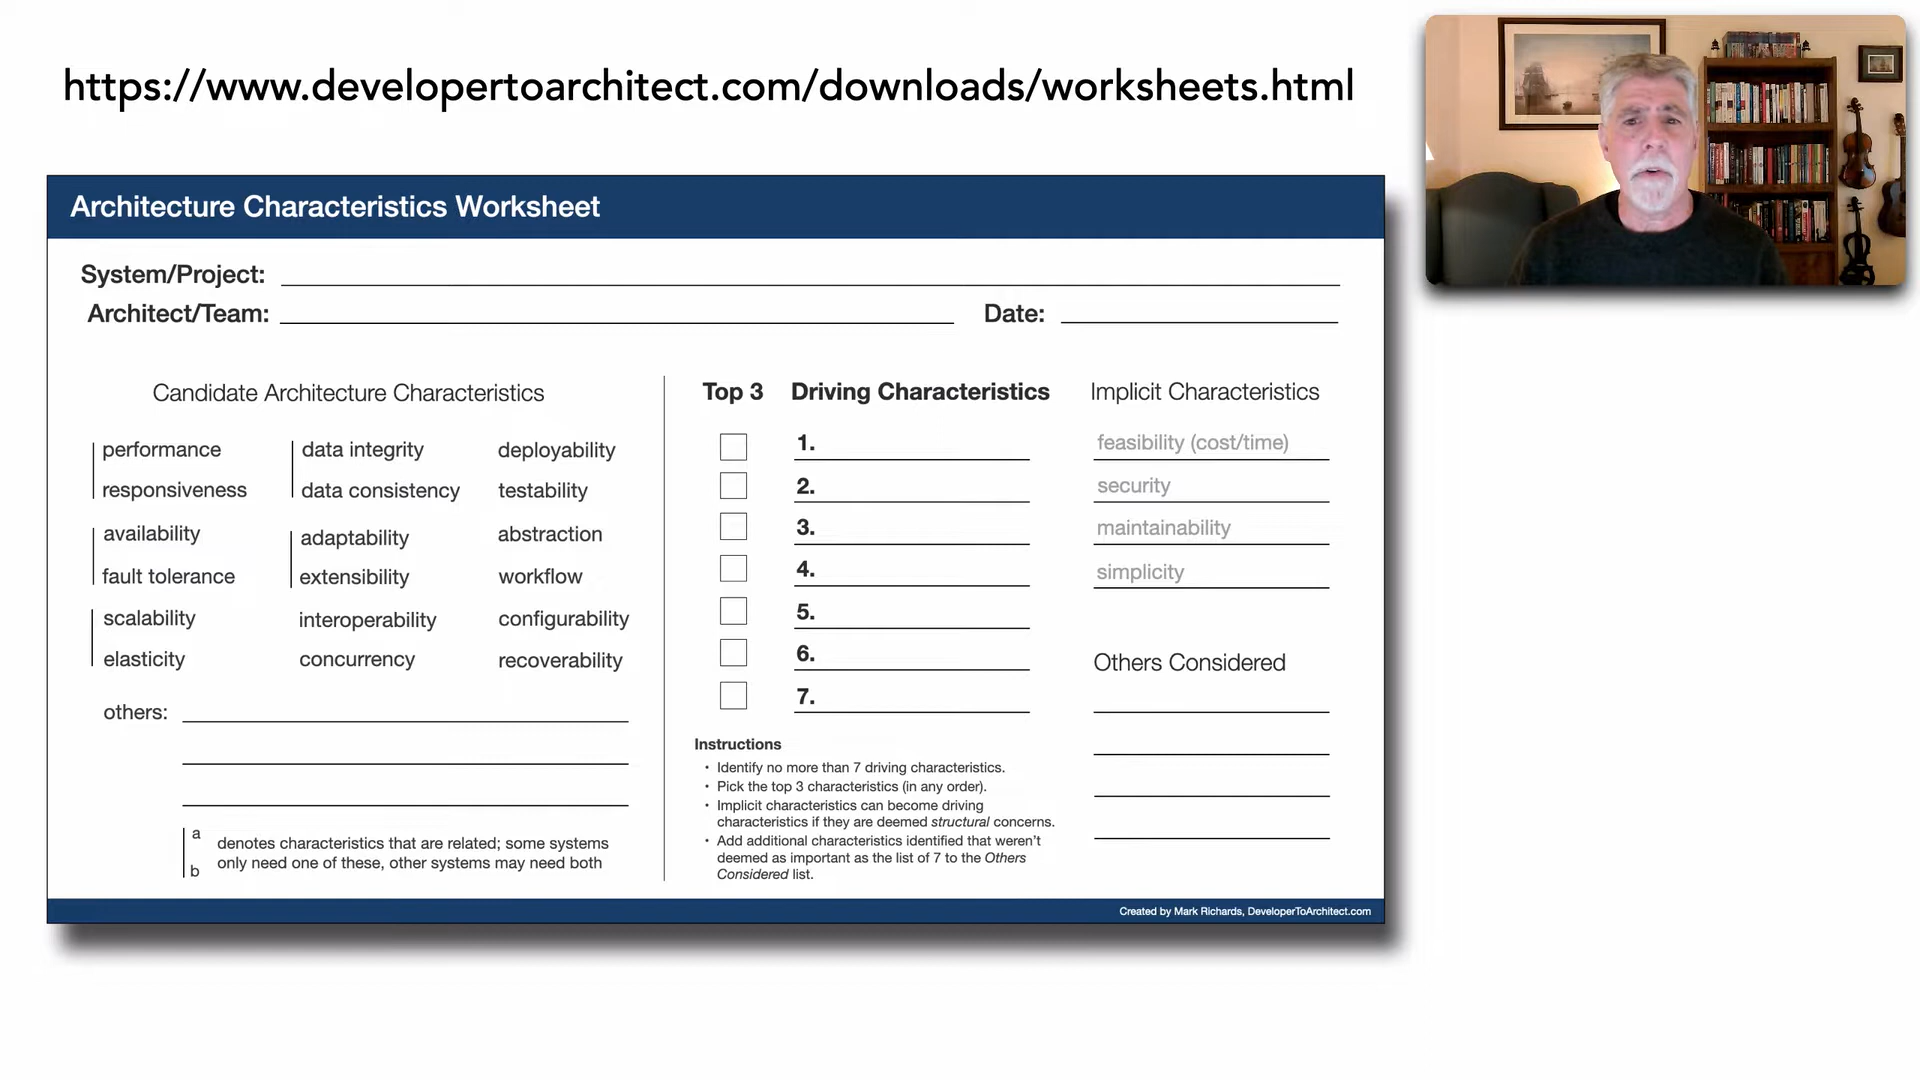 https://www.developertoarchitect.com/downloads/worksheets.html
Architecture Characteristics Worksheet
System/Project:
Architect/Team:
Date:
Candidate Architecture Characteristics
performance
responsiveness
availability
fault tolerance
scalability
elasticity
data integrity
data consistency
adaptability
extensibility
interoperability
concurrency
deployability
testability
abstraction
workflow
configurability
recoverability
others:
a
b
denotes characteristics that are related; some systems
only need one of these, other systems may need both
Top 3
Driving Characteristics
1.
2.
3.
4.
5.
6.
7.
Instructions
• Identify no more than 7 driving characteristics.
• Pick the top 3 characteristics (in any order).
• Implicit characteristics can become driving
characteristics if they are deemed structural concerns.
• Add additional characteristics identified that weren't
deemed as important as the list of 7 to the Others
Considered list.
Implicit Characteristics
feasibility (cost/time)
security
maintainability
simplicity
Others Considered
Created by Mark Richards, DeveloperToArchitect.com